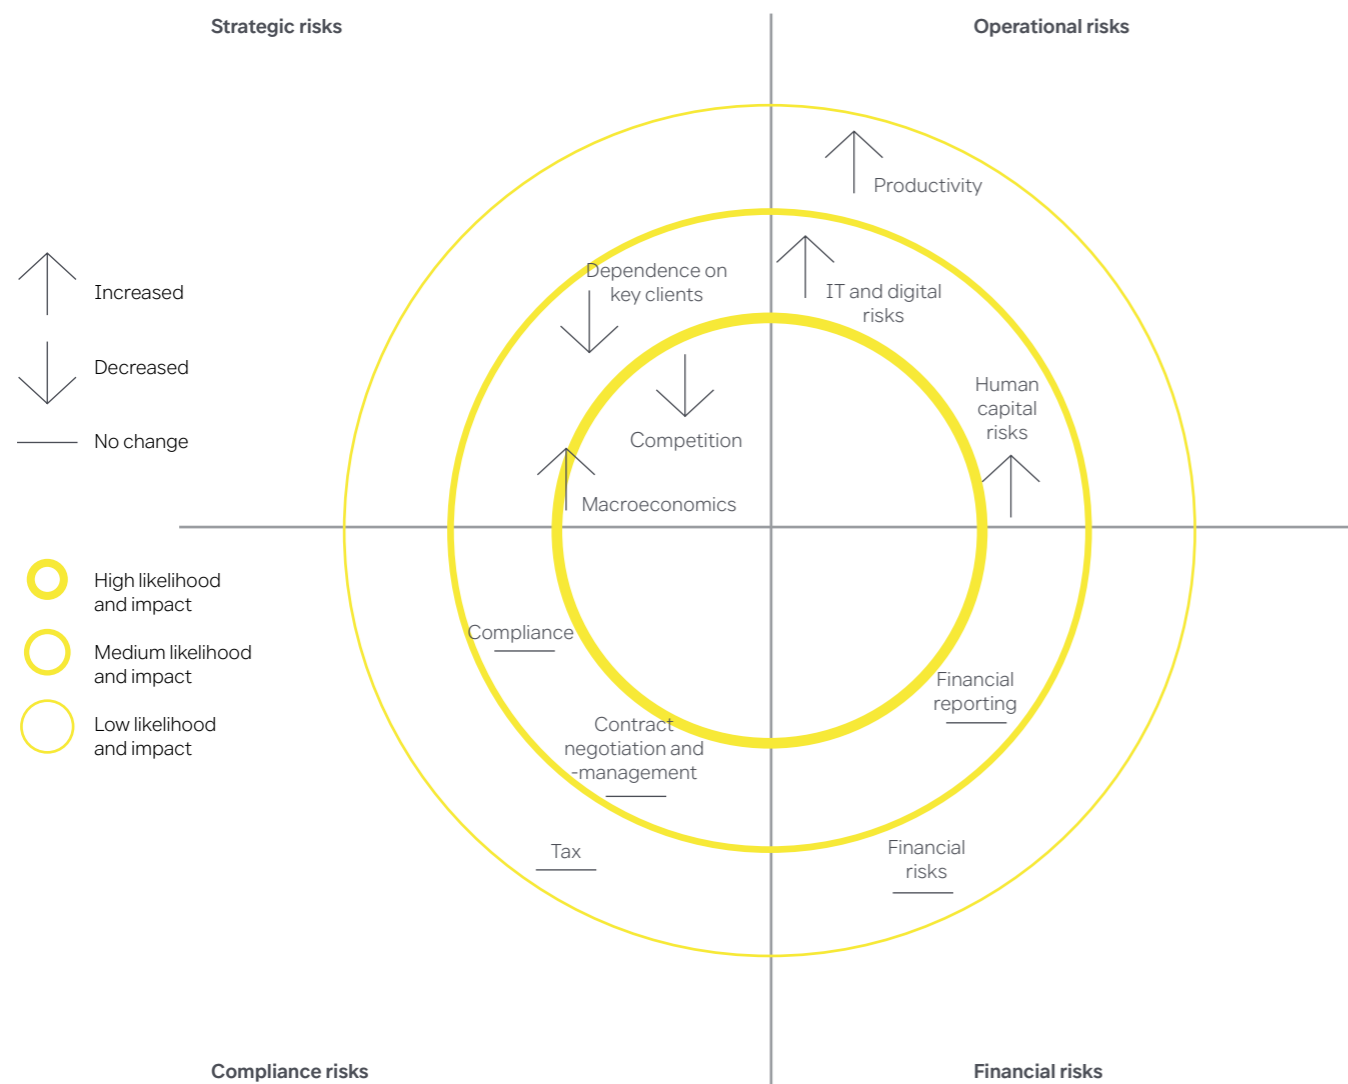 Strategic risks
Operational risks
Increased
Decreased
No change
High likelihood
and impact
Medium likelihood
and impact
Low likelihood
and impact
Dependence on
key clients
Competition
Macroeconomics
Productivity
IT and digital
risks
Human
capital
risks
Compliance
Contract
negotiation and
-management
Tax
Financial
reporting
Financial
risks
Compliance risks
Financial risks